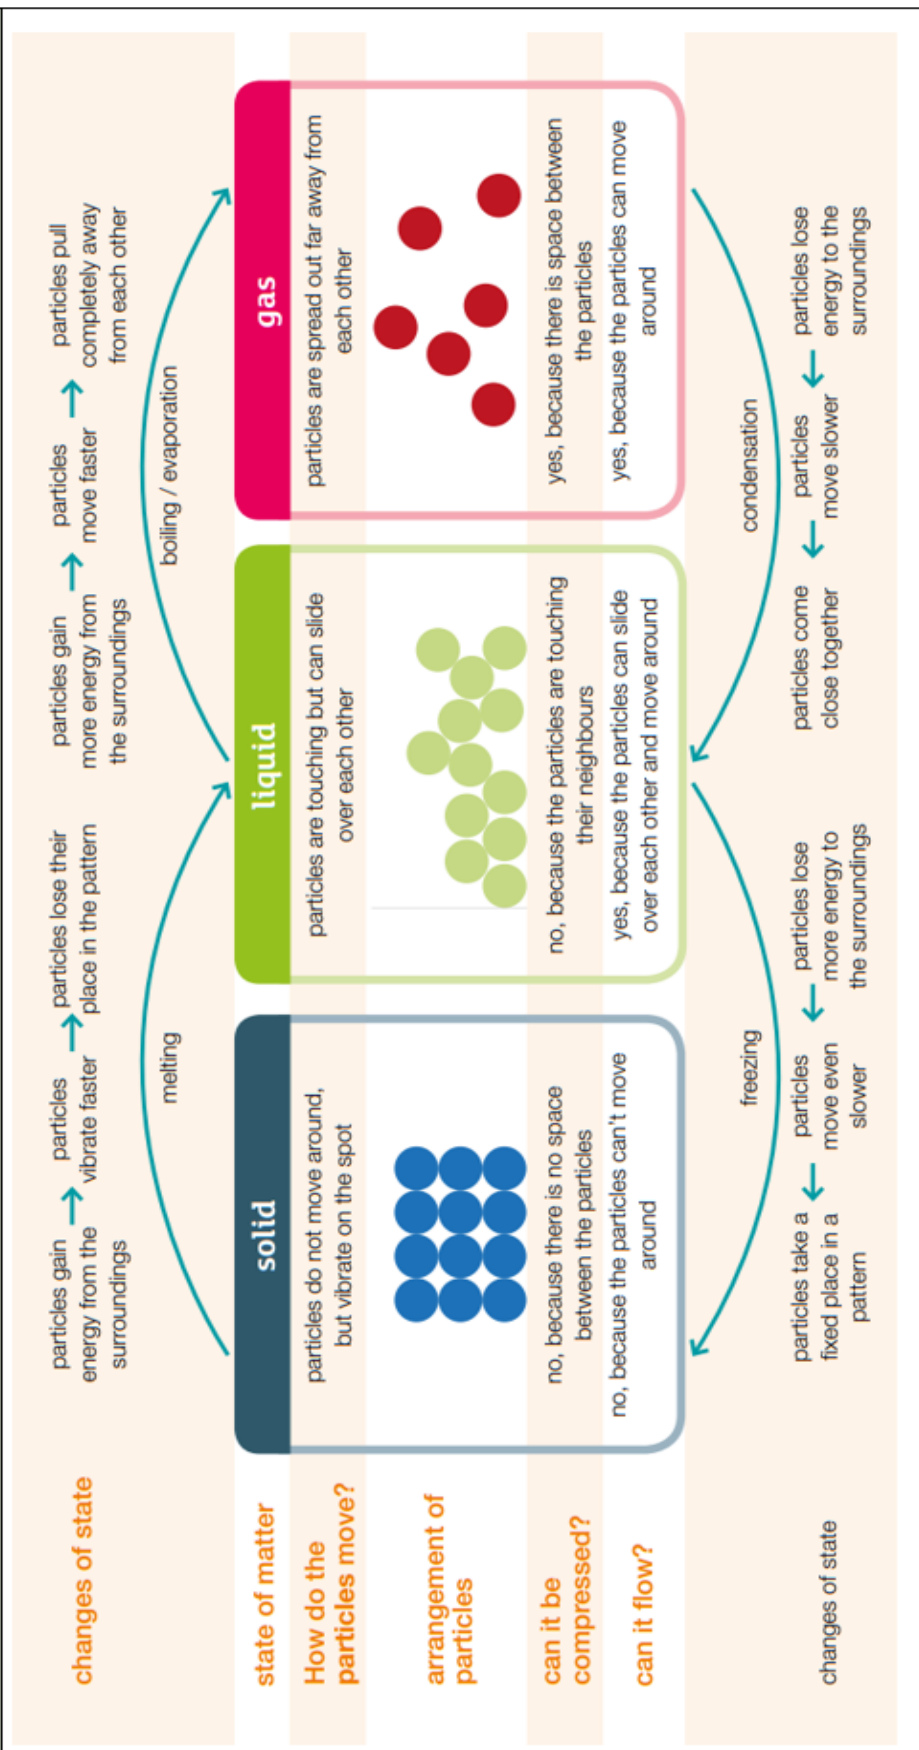 changes of state
particles gain
energy from the
surroundings
→
particles
vibrate faster
→
particles lose their
place in the pattern
particles gain
more energy from
the surroundings
→
particles
move faster
→
particles pull
completely away
from each other
melting
boiling / evaporation
state of matter
solid
liquid
gas
How do the
particles move?
particles do not move around,
but vibrate on the spot
particles are touching but can slide
over each other
particles are spread out far away from
each other
arrangement of
particles
can it be
compressed?
no, because there is no space
between the particles
no, because the particles are touching
their neighbours
yes, because there is space between
the particles
can it flow?
no, because the particles can't move
around
yes, because the particles can slide
over each other and move around
yes, because the particles can move
around
freezing
condensation
changes of state
particles take a
fixed place in a
pattern
←
particles
move even
slower
←
particles lose
more energy to
the surroundings
particles come
close together
←
particles
move slower
←
particles lose
energy to the
surroundings